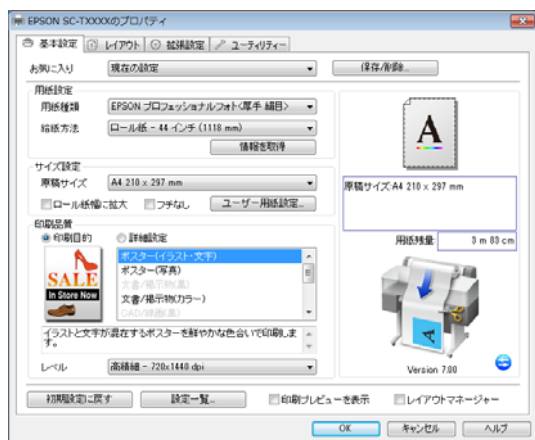 EPSON SC-TXXXXのプロパティ
基本設定 レイアウト 拡張設定 ユーティリティー
お気に入り 現在の設定 保存/削除...
用紙設定
用紙種類 EPSON プロフェッショナルフォト<厚手 絹目>
給紙方法 ロール紙 - 44 インチ (1118 mm)
情報を取得
サイズ設定
原稿サイズ A4 210 x 297 mm
ロール紙幅に拡大 フチなし ユーザー用紙設定...
印刷品質
印刷目的 詳細設定
SALE
In Store Now
ポスター(イラスト・文字)
ポスター(写真)
文書/掲示物(黒)
文書/掲示物(カラー)
CAD/線画(黒)
イラストと文字が混在するポスターを鮮やかな色合いで印刷します。
レベル 高精細 - 720x1440 dpi
A
原稿サイズ:A4 210 x 297 mm
用紙残量 3 m 83 cm
A
Version 7.00
初期設定に戻す 設定一覧... 印刷プレビューを表示 レイアウトマネージャー
OK キャンセル ヘルプ